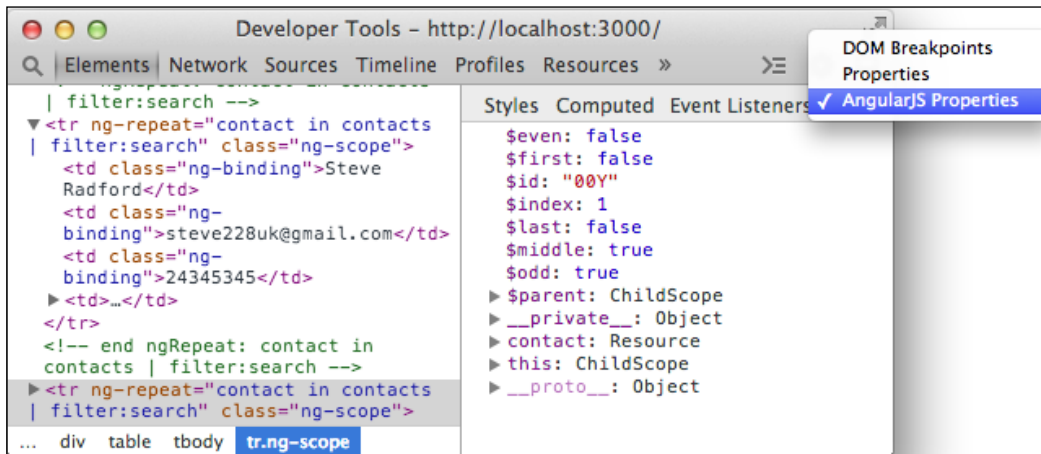 Developer Tools – http://localhost:3000/
Elements Network Sources Timeline Profiles Resources »
DOM Breakpoints
Properties
✓ AngularJS Properties
| filter:search -->
▼<tr ng-repeat="contact in contacts
| filter:search" class="ng-scope">
<td class="ng-binding">Steve
Radford</td>
<td class="ng-
binding">steve228uk@gmail.com</td>
<td class="ng-
binding">24345345</td>
▶<td>…</td>
</tr>
<!-- end ngRepeat: contact in
contacts | filter:search -->
▶<tr ng-repeat="contact in contacts
| filter:search" class="ng-scope">
... div table tbody tr.ng-scope
Styles Computed Event Listeners
$even: false
$first: false
$id: "00Y"
$index: 1
$last: false
$middle: true
$odd: true
▶$parent: ChildScope
▶__private__: Object
▶contact: Resource
▶this: ChildScope
▶__proto__: Object